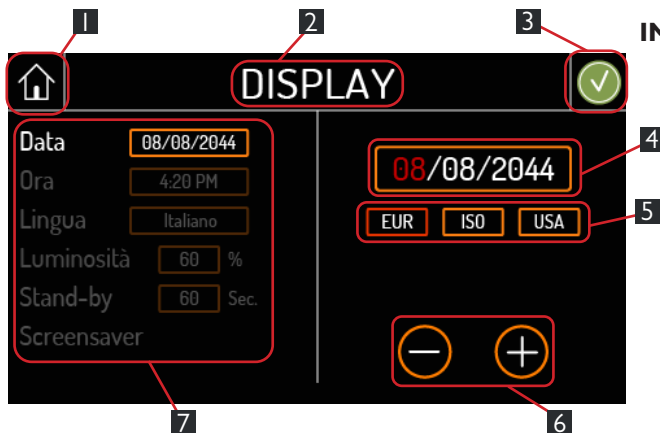 1 2 3
IN
DISPLAY
Data 08/08/2044
Ora 4:20 PM
Lingua Italiano
Luminosità 60 %
Stand-by 60 Sec.
Screensaver
08/08/2044
4
EUR ISO USA
5
7 6